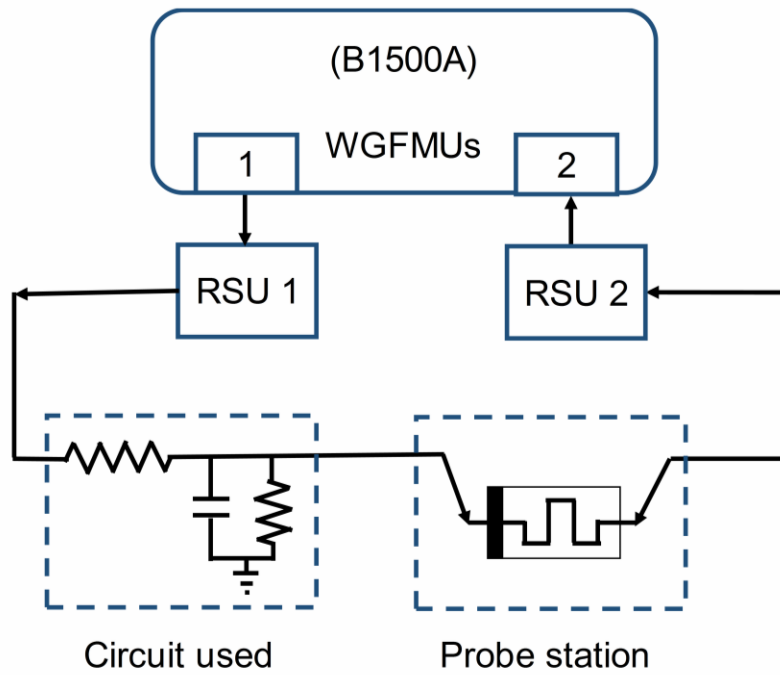 (B1500A)
WGFMUs
1
2
RSU 1
RSU 2
Circuit used
Probe station